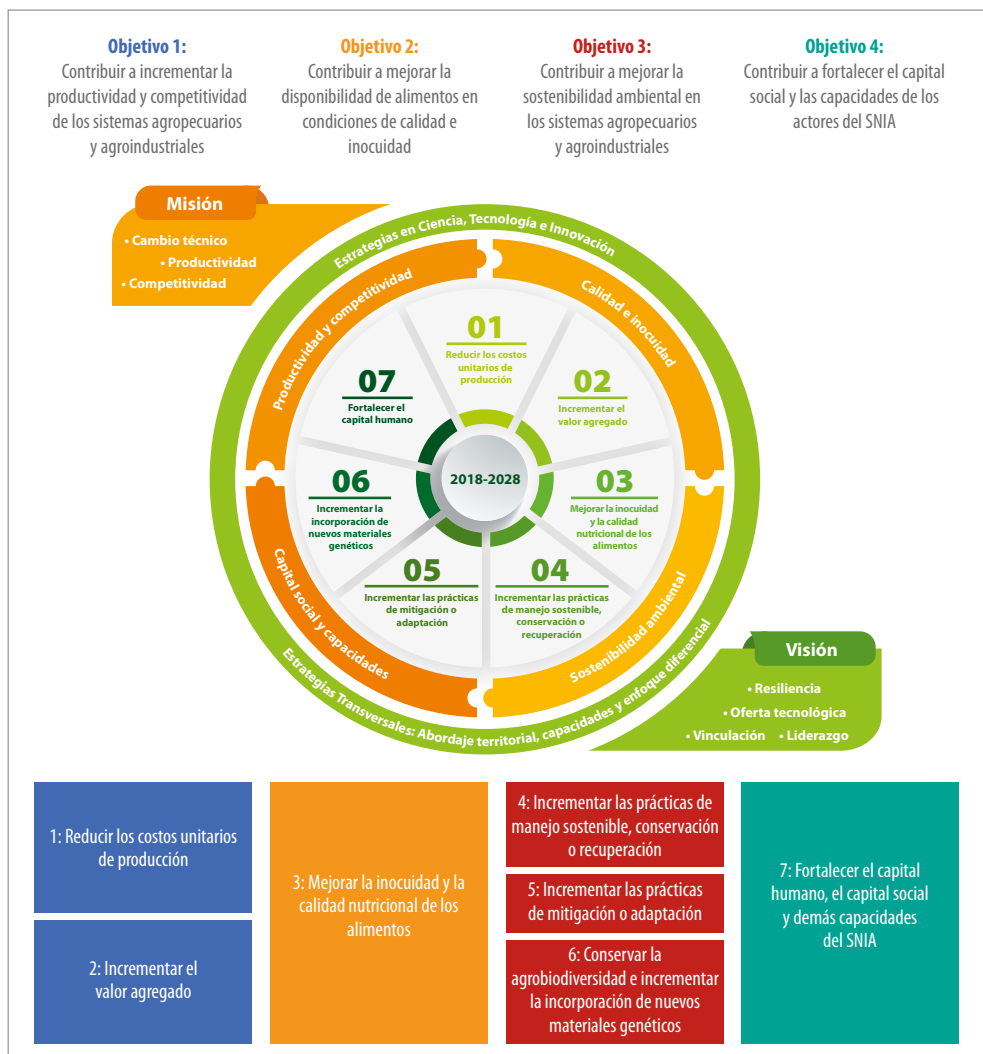 Objetivo 1:
Contribuir a incrementar la
productividad y competitividad
de los sistemas agropecuarios
y agroindustriales
Objetivo 2:
Contribuir a mejorar la
disponibilidad de alimentos en
condiciones de calidad e
inocuidad
Objetivo 3:
Contribuir a mejorar la
sostenibilidad ambiental en
los sistemas agropecuarios
y agroindustriales
Objetivo 4:
Contribuir a fortalecer el capital
social y las capacidades de los
actores del SNIA
Misión
• Cambio técnico
• Productividad
• Competitividad
Estrategias en Ciencia, Tecnología e Innovación
Productividad y competitividad
Calidad e inocuidad
01
Reducir los costos
unitarios de
producción
02
Incrementar el
valor agregado
03
Mejorar la inocuidad
y la calidad
nutricional de los
alimentos
04
Incrementar las prácticas
de manejo sostenible,
conservación o
recuperación
05
Incrementar las prácticas
de mitigación o
adaptación
06
Incrementar la
incorporación de
nuevos materiales
genéticos
07
Fortalecer el
capital humano
2018-2028
Capital social y capacidades
Sostenibilidad ambiental
Estrategias Transversales: Abordaje territorial, capacidades y enfoque diferencial
Visión
• Resiliencia
• Oferta tecnológica
• Vinculación • Liderazgo
1: Reducir los costos unitarios
de producción
2: Incrementar el
valor agregado
3: Mejorar la inocuidad y la
calidad nutricional de los
alimentos
4: Incrementar las prácticas de
manejo sostenible, conservación
o recuperación
5: Incrementar las prácticas
de mitigación o adaptación
6: Conservar la
agrobiodiversidad e incrementar
la incorporación de nuevos
materiales genéticos
7: Fortalecer el capital
humano, el capital social
y demás capacidades
del SNIA